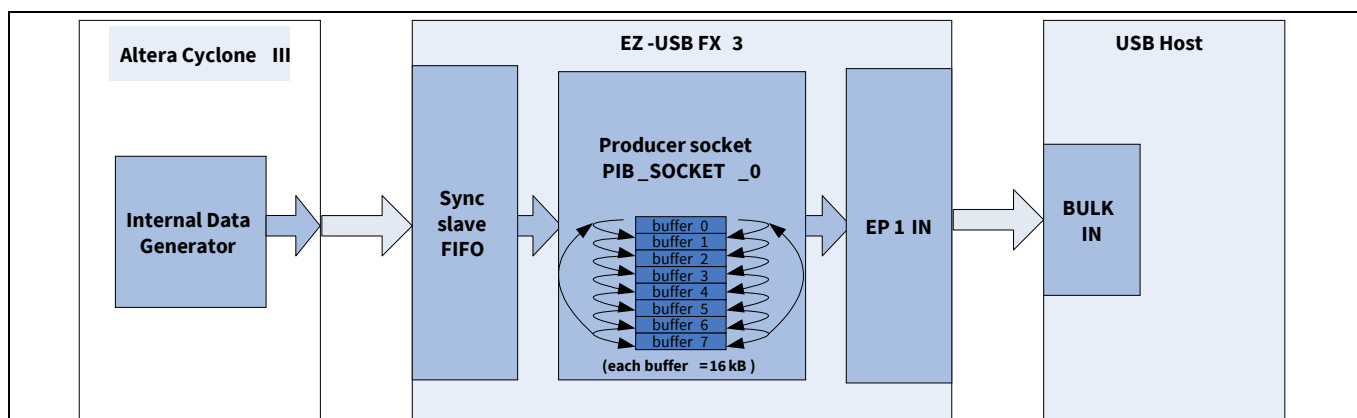 Altera Cyclone III
EZ -USB FX 3
USB Host
Internal Data
Generator
Sync
slave
FIFO
Producer socket
PIB _SOCKET _0
buffer 0
buffer 1
buffer 2
buffer 3
buffer 4
buffer 5
buffer 6
buffer 7
(each buffer =16 kB )
EP 1 IN
BULK
IN